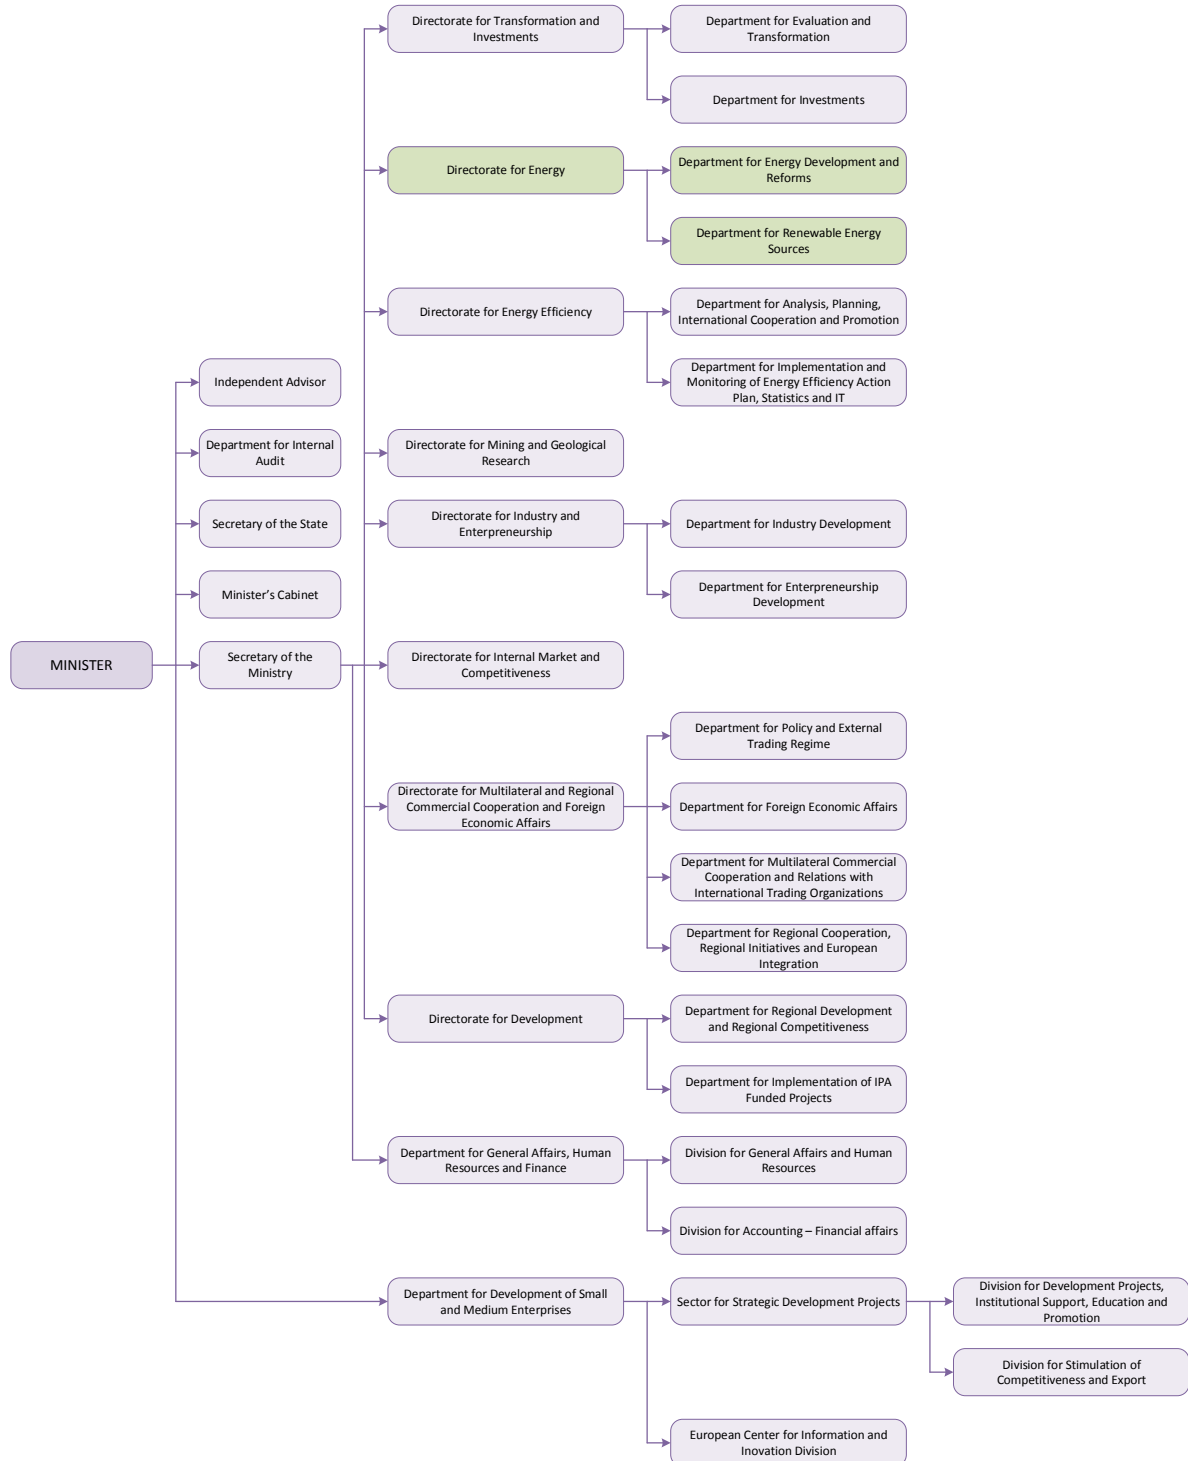 Directorate for Transformation and
Investments
Department for Evaluation and
Transformation
Department for Investments
Directorate for Energy
Department for Energy Development and
Reforms
Department for Renewable Energy
Sources
Directorate for Energy Efficiency
Department for Analysis, Planning,
International Cooperation and Promotion
Department for Implementation and
Monitoring of Energy Efficiency Action
Plan, Statistics and IT
Independent Advisor
Department for Internal
Audit
Directorate for Mining and Geological
Research
Secretary of the State
Directorate for Industry and
Enterpreneurship
Department for Industry Development
Minister’s Cabinet
Department for Enterpreneurship
Development
MINISTER
Secretary of the
Ministry
Directorate for Internal Market and
Competitiveness
Department for Policy and External
Trading Regime
Directorate for Multilateral and Regional
Commercial Cooperation and Foreign
Economic Affairs
Department for Foreign Economic Affairs
Department for Multilateral Commercial
Cooperation and Relations with
International Trading Organizations
Department for Regional Cooperation,
Regional Initiatives and European
Integration
Directorate for Development
Department for Regional Development
and Regional Competitiveness
Department for Implementation of IPA
Funded Projects
Department for General Affairs, Human
Resources and Finance
Division for General Affairs and Human
Resources
Division for Accounting – Financial affairs
Department for Development of Small
and Medium Enterprises
Sector for Strategic Development Projects
Division for Development Projects,
Institutional Support, Education and
Promotion
Division for Stimulation of
Competitiveness and Export
European Center for Information and
Inovation Division